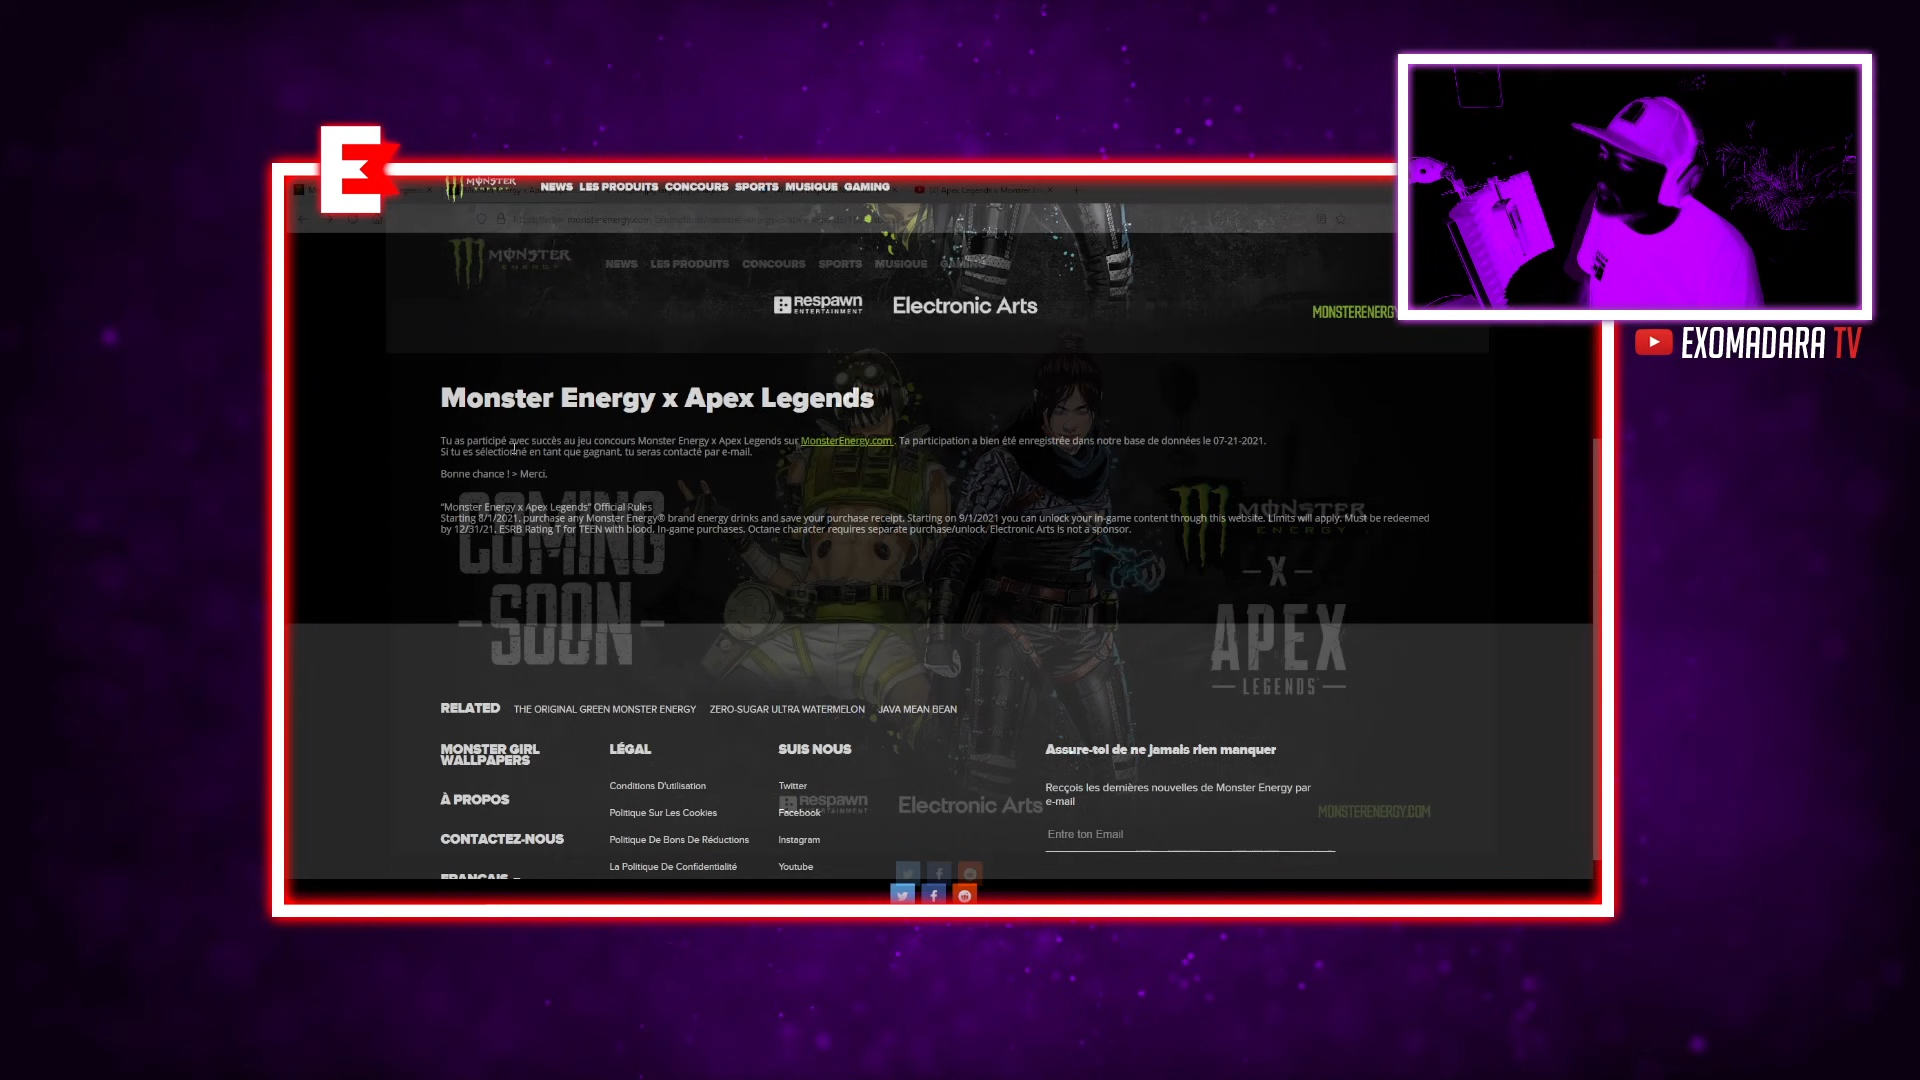 E
MONSTER
NEWS LES PRODUITS CONCOURS SPORTS MUSIQUE GAMING
MONSTER
ENERGY
NEWS LES PRODUITS CONCOURS SPORTS MUSIQUE
Respawn
ENTERTAINMENT
Electronic Arts
MONSTERENERGY
EXOMADARA TV
Monster Energy x Apex Legends
Tu as participé avec succès au jeu concours Monster Energy x Apex Legends sur MonsterEnergy.com . Ta participation a bien été enregistrée dans notre base de données le 07-21-2021.
Si tu es sélectionné en tant que gagnant, tu seras contacté par e-mail.
Bonne chance ! > Merci.
"Monster Energy x Apex Legends" Official Rules
Starting 8/1/2021, purchase any Monster Energy® brand energy drinks and save your purchase receipt. Starting on 9/1/2021 you can unlock your in-game content through this website. Limits will apply. Must be redeemed
by 12/31/21. ESRB Rating T for TEEN with blood. In-game purchases. Octane character requires separate purchase/unlock. Electronic Arts is not a sponsor.
COMING
-SOON-
MONSTER
ENERGY
-X-
APEX
-LEGENDS-
RELATED THE ORIGINAL GREEN MONSTER ENERGY ZERO-SUGAR ULTRA WATERMELON JAVA MEAN BEAN
MONSTER GIRL
WALLPAPERS
À PROPOS
CONTACTEZ-NOUS
FRANÇAIS
LÉGAL
Conditions D'utilisation
Politique Sur Les Cookies
Politique De Bons De Réductions
La Politique De Confidentialité
SUIS NOUS
Twitter
Facebook
Instagram
Youtube
Respawn
Electronic Arts
Assure-toi de ne jamais rien manquer
Recçois les dernières nouvelles de Monster Energy par
e-mail
MONSTERENERGY.COM
Entre ton Email